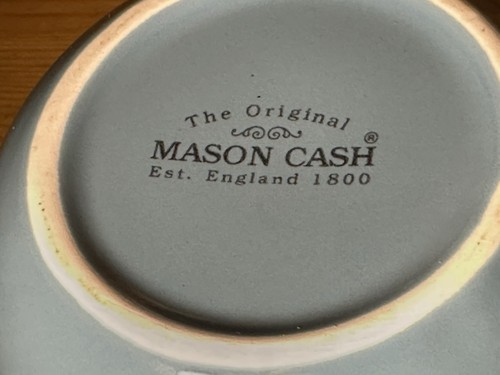 The Original
MASON CASH®
Est. England 1800